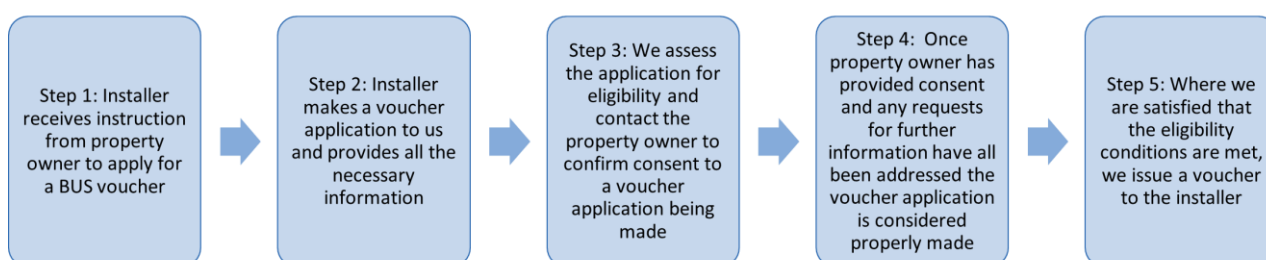 Step 1: Installer
receives instruction
from property
owner to apply for
a BUS voucher
Step 2: Installer
makes a voucher
application to us
and provides all the
necessary
information
Step 3: We assess
the application for
eligibility and
contact the
property owner to
confirm consent to
a voucher
application being
made
Step 4:  Once
property owner has
provided consent
and any requests
for further
information have all
been addressed the
voucher application
is considered
properly made
Step 5: Where we
are satisfied that
the eligibility
conditions are met,
we issue a voucher
to the installer